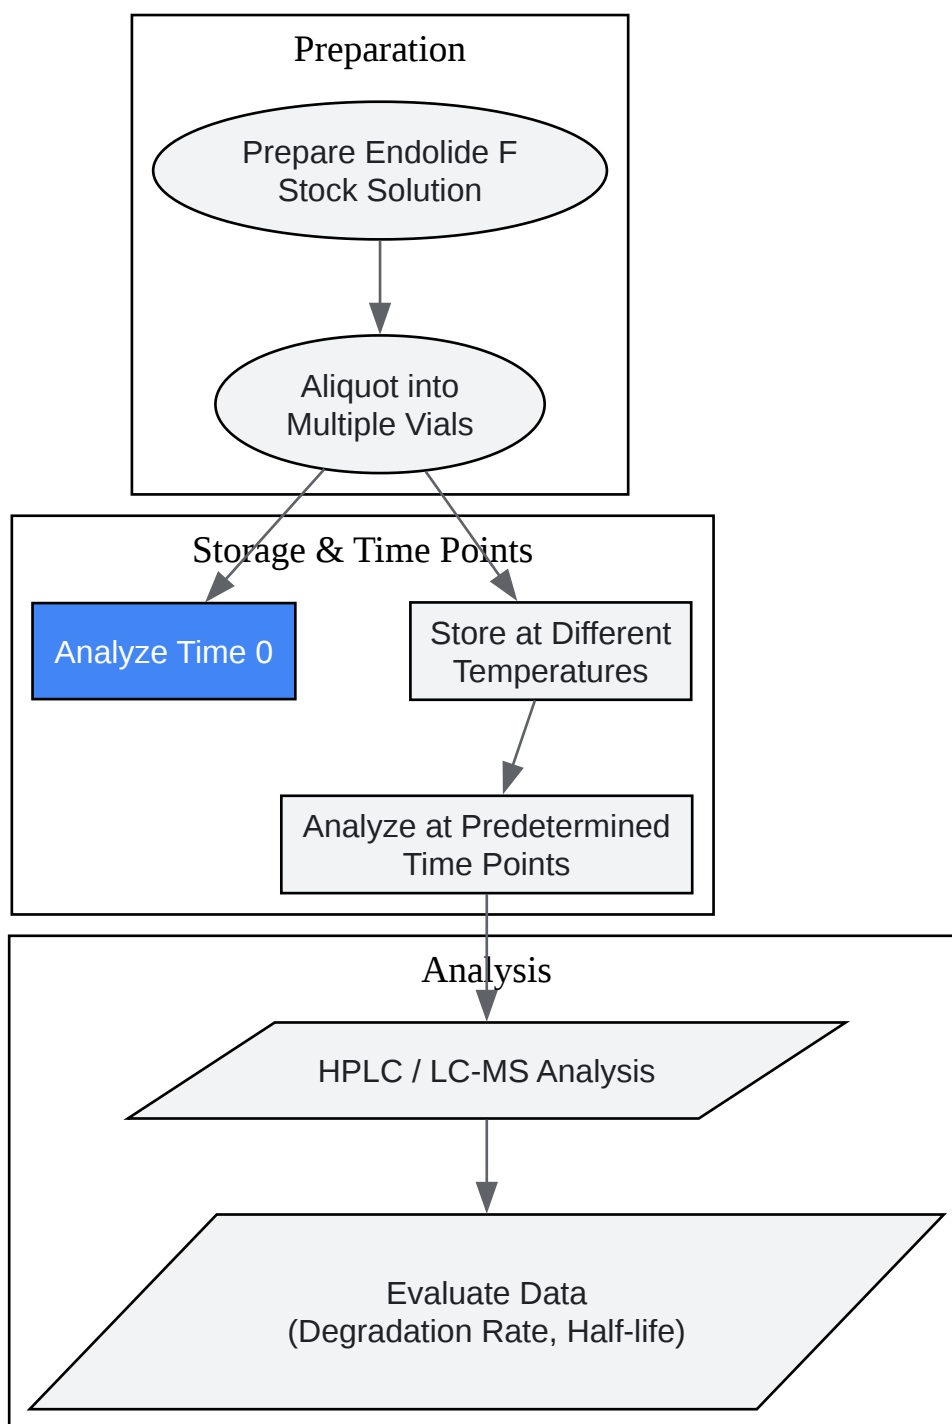 Preparation
Prepare Endolide F
Stock Solution
Aliquot into
Multiple Vials
Storage & Time Points
Analyze Time 0
Store at Different
Temperatures
Analyze at Predetermined
Time Points
Analysis
HPLC / LC-MS Analysis
Evaluate Data
(Degradation Rate, Half-life)